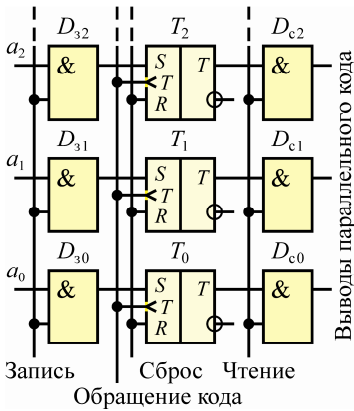 Dз2 T2 Dс2
a2 & S T T R &
Dз1 T1 Dс1
a1 & S T T R &
Dз0 T0 Dс0
a0 & S T T R &
Выводы параллельного кода
Запись Сброс Чтение
Обращение кода